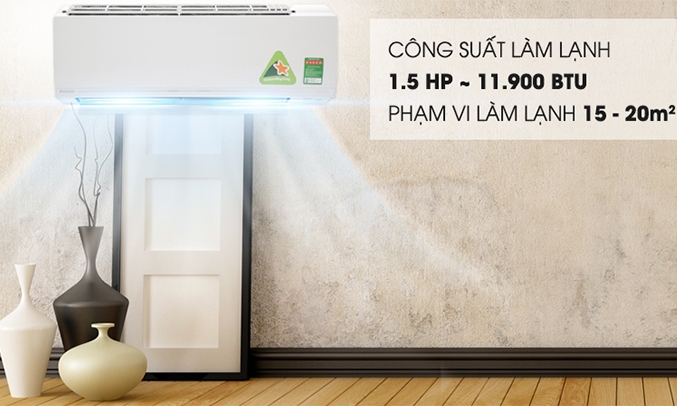 CÔNG SUẤT LÀM LẠNH
1.5 HP ~ 11.900 BTU
PHẠM VI LÀM LẠNH 15 - 20m²